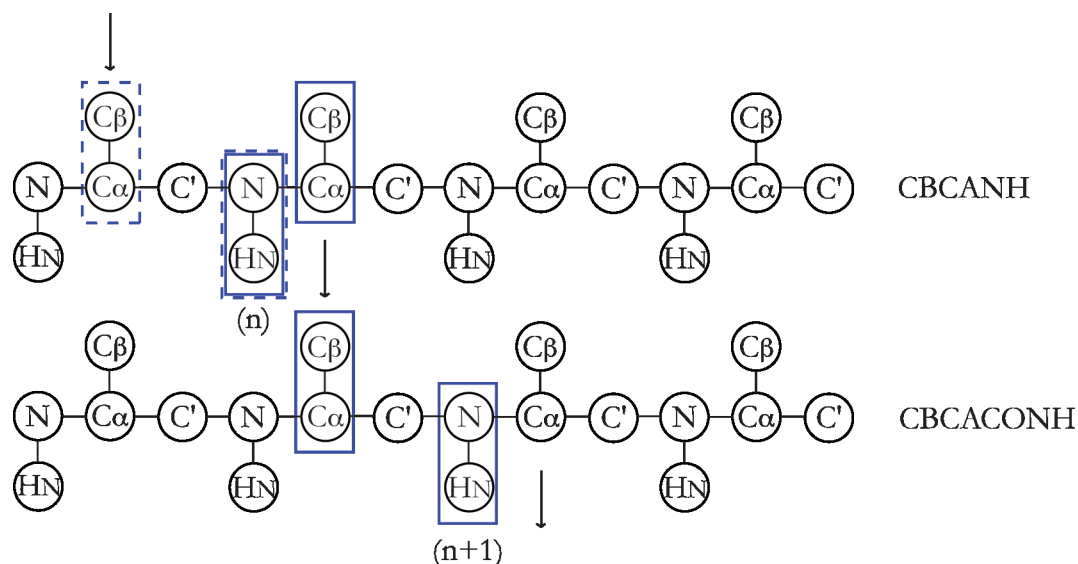 Cβ Cβ Cβ Cβ
N Cα C' N Cα C' N Cα C' N Cα C' CBCANH
HN HN HN HN
(n)
Cβ Cβ Cβ Cβ
N Cα C' N Cα C' N Cα C' N Cα C' CBCACONH
HN HN HN HN
(n+1)